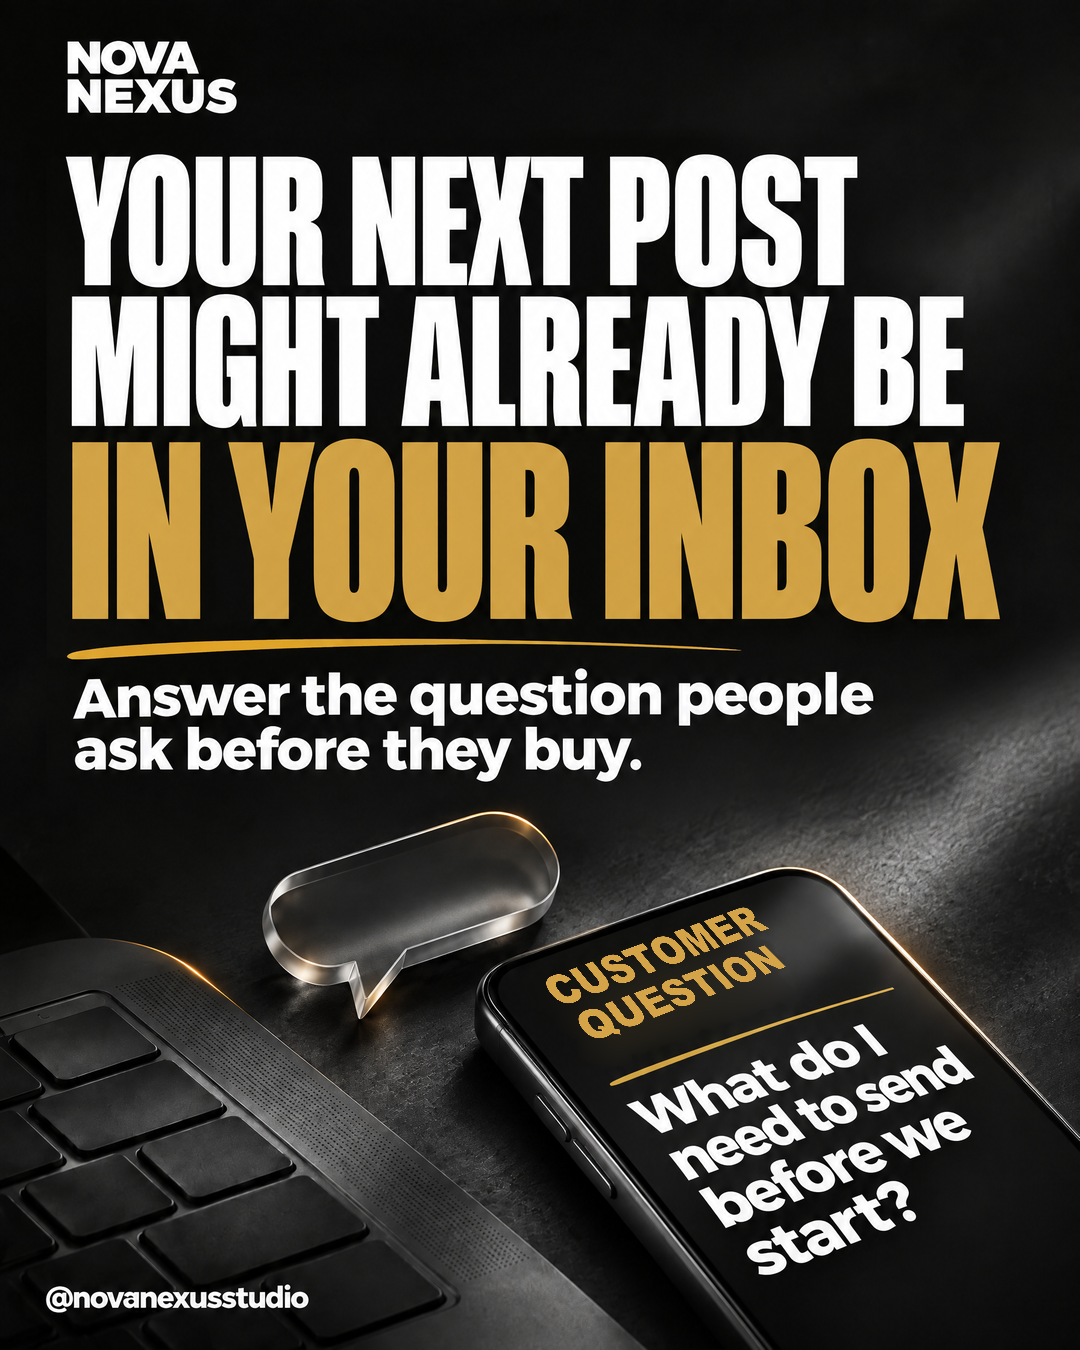 NOVA
NEXUS
YOUR NEXT POST
MIGHT ALREADY BE
IN YOUR INBOX
Answer the question people
ask before they buy.
CUSTOMER
QUESTION
What do I
need to send
before we
start?
@novanexusstudio